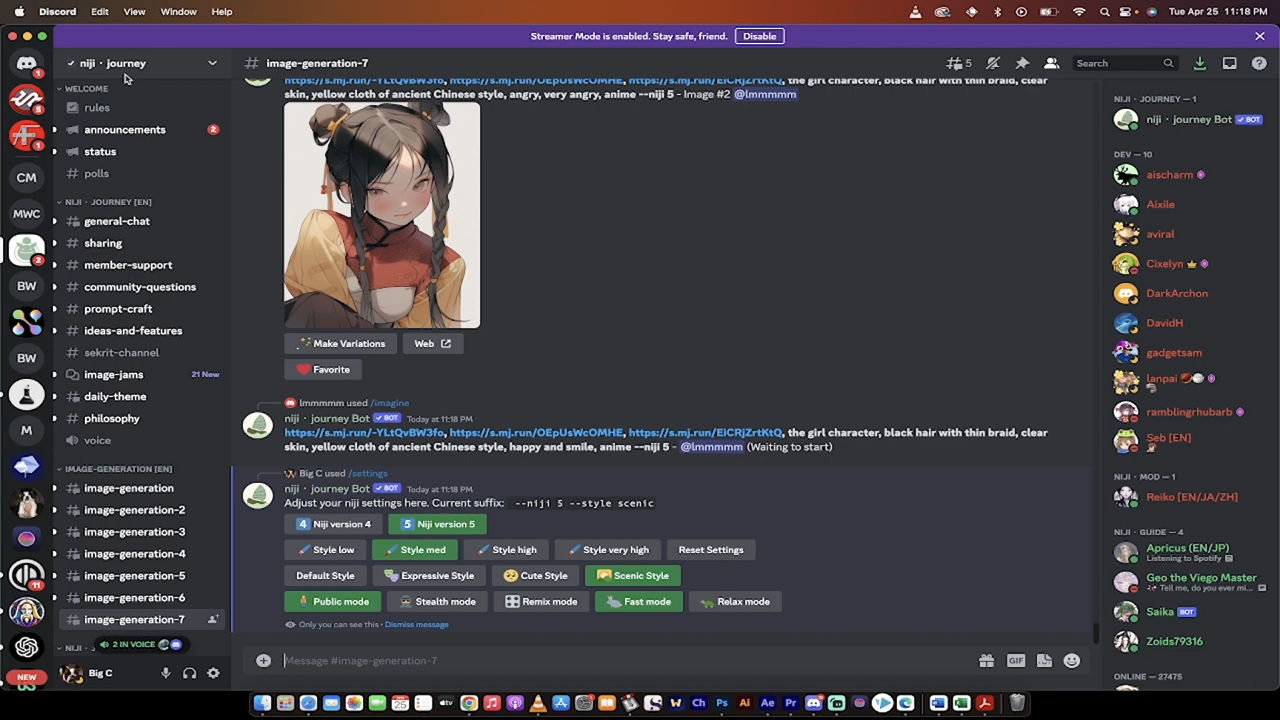 Discord Edit View Window Help
Tue Apr 25 11:18 PM
Streamer Mode is enabled. Stay safe, friend. Disable
1
5
1
CM
MWC
2
BW
BW
M
11
NEW
niji · journey
WELCOME
rules
announcements 2
status
polls
NIJI · JOURNEY [EN]
general-chat
sharing
member-support
community-questions
prompt-craft
ideas-and-features
sekrit-channel
image-jams 21 New
daily-theme
philosophy
voice
IMAGE-GENERATION [EN]
image-generation
image-generation-2
image-generation-3
image-generation-4
image-generation-5
image-generation-6
image-generation-7
2 IN VOICE
Big C
# image-generation-7
5
Search
https://s.mj.run/-YLtQvBW3fo, https://s.mj.run/OEpUsWcOMHE, https://s.mj.run/EiCRjZrtKtQ, the girl character, black hair with thin braid, clear
skin, yellow cloth of ancient Chinese style, angry, very angry, anime --niji 5 - Image #2 @lmmmmm
Make Variations Web
Favorite
lmmmmm used /imagine
niji · journey Bot BOT Today at 11:18 PM
https://s.mj.run/-YLtQvBW3fo, https://s.mj.run/OEpUsWcOMHE, https://s.mj.run/EiCRjZrtKtQ, the girl character, black hair with thin braid, clear
skin, yellow cloth of ancient Chinese style, happy and smile, anime --niji 5 - @lmmmmm (Waiting to start)
Big C used /settings
niji · journey Bot BOT Today at 11:18 PM
Adjust your niji settings here. Current suffix: --niji 5 --style scenic
4 Niji version 4 5 Niji version 5
Style low Style med Style high Style very high Reset Settings
Default Style Expressive Style Cute Style Scenic Style
Public mode Stealth mode Remix mode Fast mode Relax mode
Only you can see this · Dismiss message
Message #image-generation-7
GIF
NIJI · JOURNEY — 1
niji · journey Bot BOT
DEV — 10
aischarm
Aixile
aviral
Cixelyn
DarkArchon
DavidH
gadgetsam
lanpai
ramblingrhubarb
Seb [EN]
NIJI · MOD — 1
Reiko [EN/JA/ZH]
NIJI · GUIDE — 4
Apricus (EN/JP)
Listening to Spotify
Geo the Viego Master
Tell me, do you ever mi...
Saika BOT
Zoids79316
ONLINE — 27475